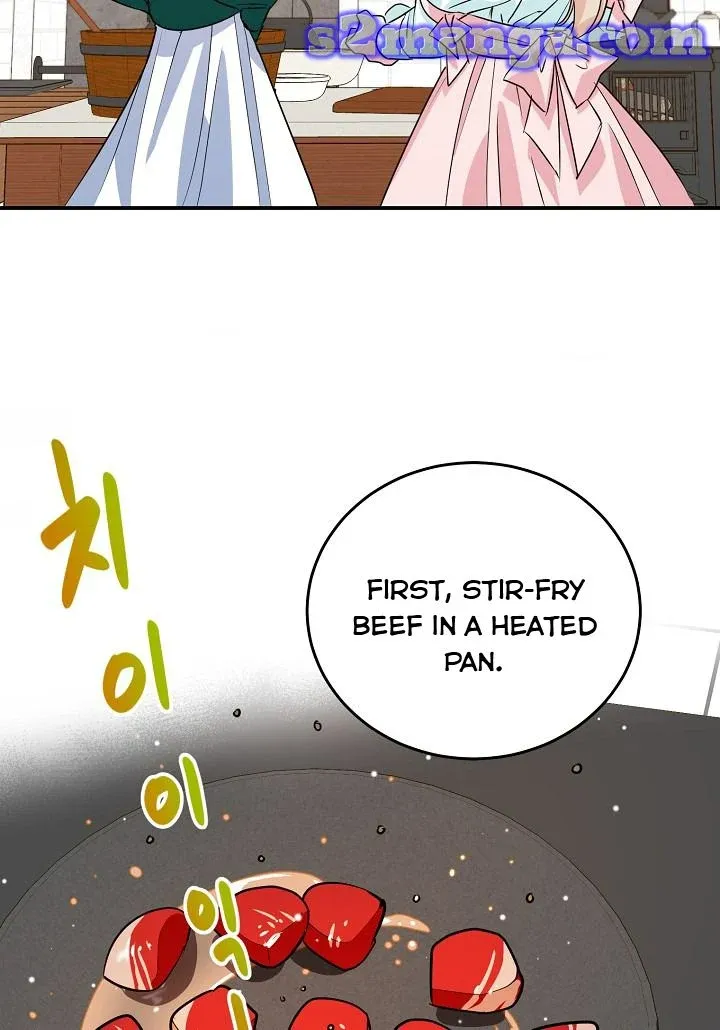 s2manga.com
치
이
이
익
FIRST, STIR-FRY
BEEF IN A HEATED
PAN.